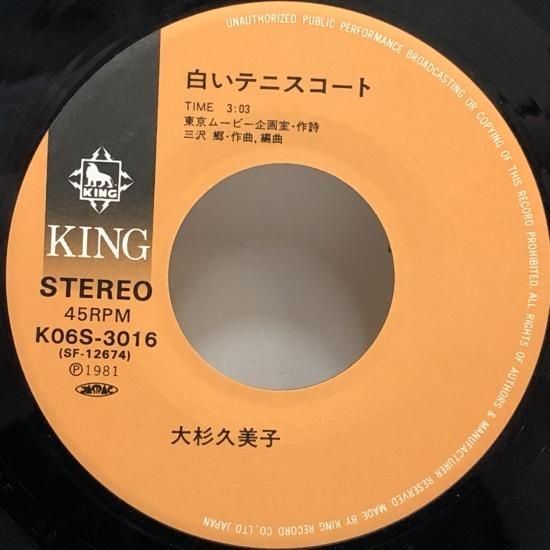 白いテニスコート
TIME 3:03
東京ムービー企画室・作詩
三沢 郷・作曲,編曲
KING
KING
STEREO
45RPM
K06S-3016
(SF-12674)
Ⓟ1981
JASRAC
大杉久美子
UNAUTHORIZED PUBLIC PERFORMANCE BROADCASTING OR COPYING OF THIS RECORD PROHIBITED. ALL RIGHTS OF AUTHORS & MANUFACTURER RESERVED. MADE BY KING RECORD CO., LTD. JAPAN